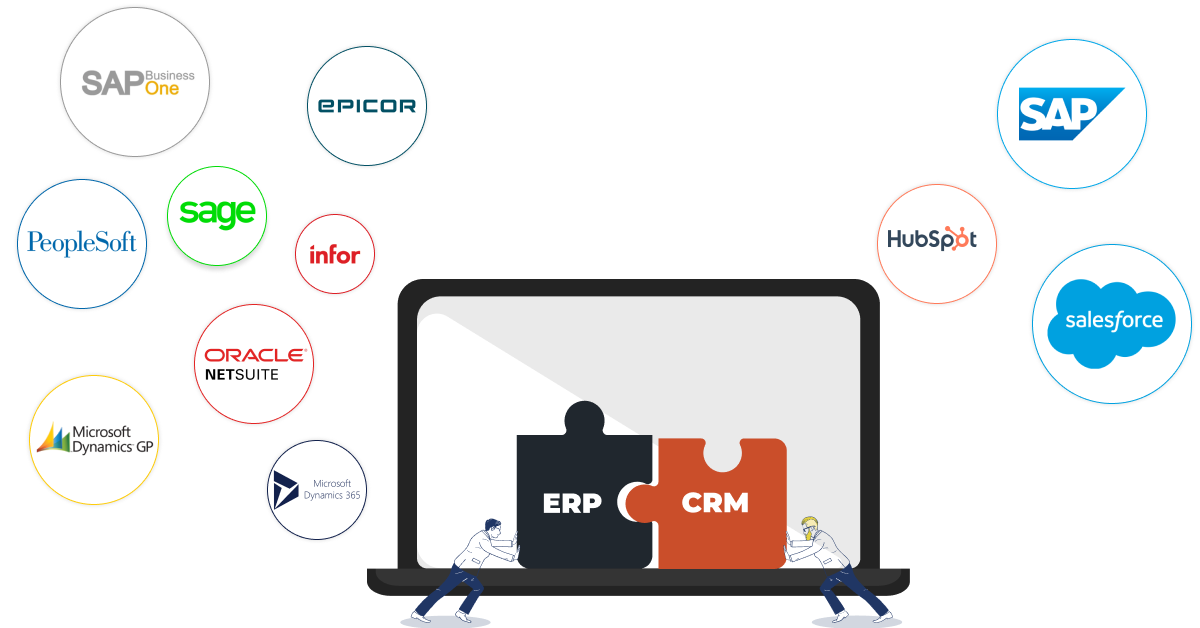 SAP Business
One
EPICOR
SAP
PeopleSoft
sage
infor
HubSpot
ORACLE®
NETSUITE
salesforce
Microsoft
Dynamics GP
Microsoft
Dynamics 365
ERP
CRM